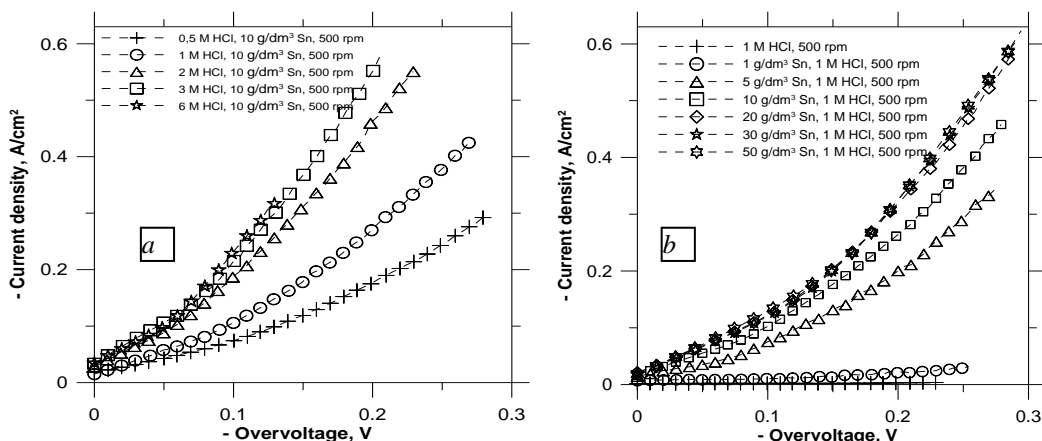 0.6
0.4
0.2
0
0
0.1
0.2
0.3
- Current density, A/cm²
- Overvoltage, V
0,5 M HCl, 10 g/dm³ Sn, 500 rpm
1 M HCl, 10 g/dm³ Sn, 500 rpm
2 M HCl, 10 g/dm³ Sn, 500 rpm
3 M HCl, 10 g/dm³ Sn, 500 rpm
6 M HCl, 10 g/dm³ Sn, 500 rpm
a
0.6
0.4
0.2
0
0
0.1
0.2
0.3
- Current density, A/cm²
- Overvoltage, V
1 M HCl, 500 rpm
1 g/dm³ Sn, 1 M HCl, 500 rpm
5 g/dm³ Sn, 1 M HCl, 500 rpm
10 g/dm³ Sn, 1 M HCl, 500 rpm
20 g/dm³ Sn, 1 M HCl, 500 rpm
30 g/dm³ Sn, 1 M HCl, 500 rpm
50 g/dm³ Sn, 1 M HCl, 500 rpm
b